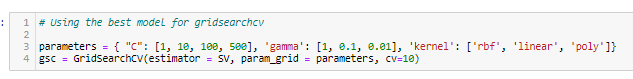 :
1 # Using the best model for gridsearchcv
2
3 parameters = { "C": [1, 10, 100, 500], 'gamma': [1, 0.1, 0.01], 'kernel': ['rbf', 'linear', 'poly']}
4 gsc = GridSearchCV(estimator = SV, param_grid = parameters, cv=10)